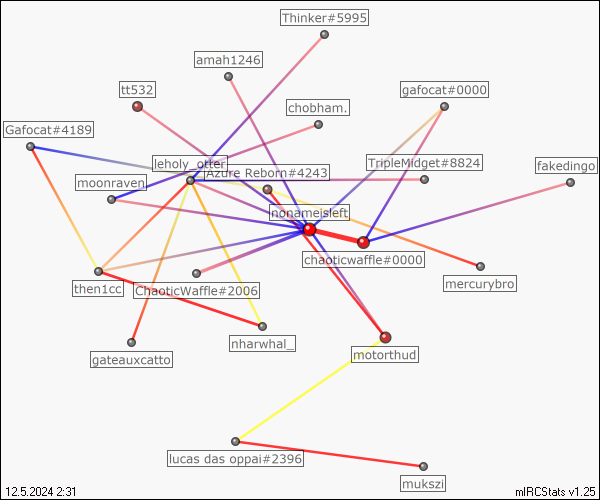 Thinker#5995
amah1246
tt532
gafocat#0000
chobham.
Gafocat#4189
leholy_otter
TripleMidget#8824
fakedingo
Azure Reborn#4243
moonraven
nonameisleft
chaoticwaffle#0000
mercurybro
then1cc
ChaoticWaffle#2006
nharwhal_
gateauxcatto
motorthud
lucas das oppai#2396
mukszi
12.5.2024 2:31
mIRCStats v1.25